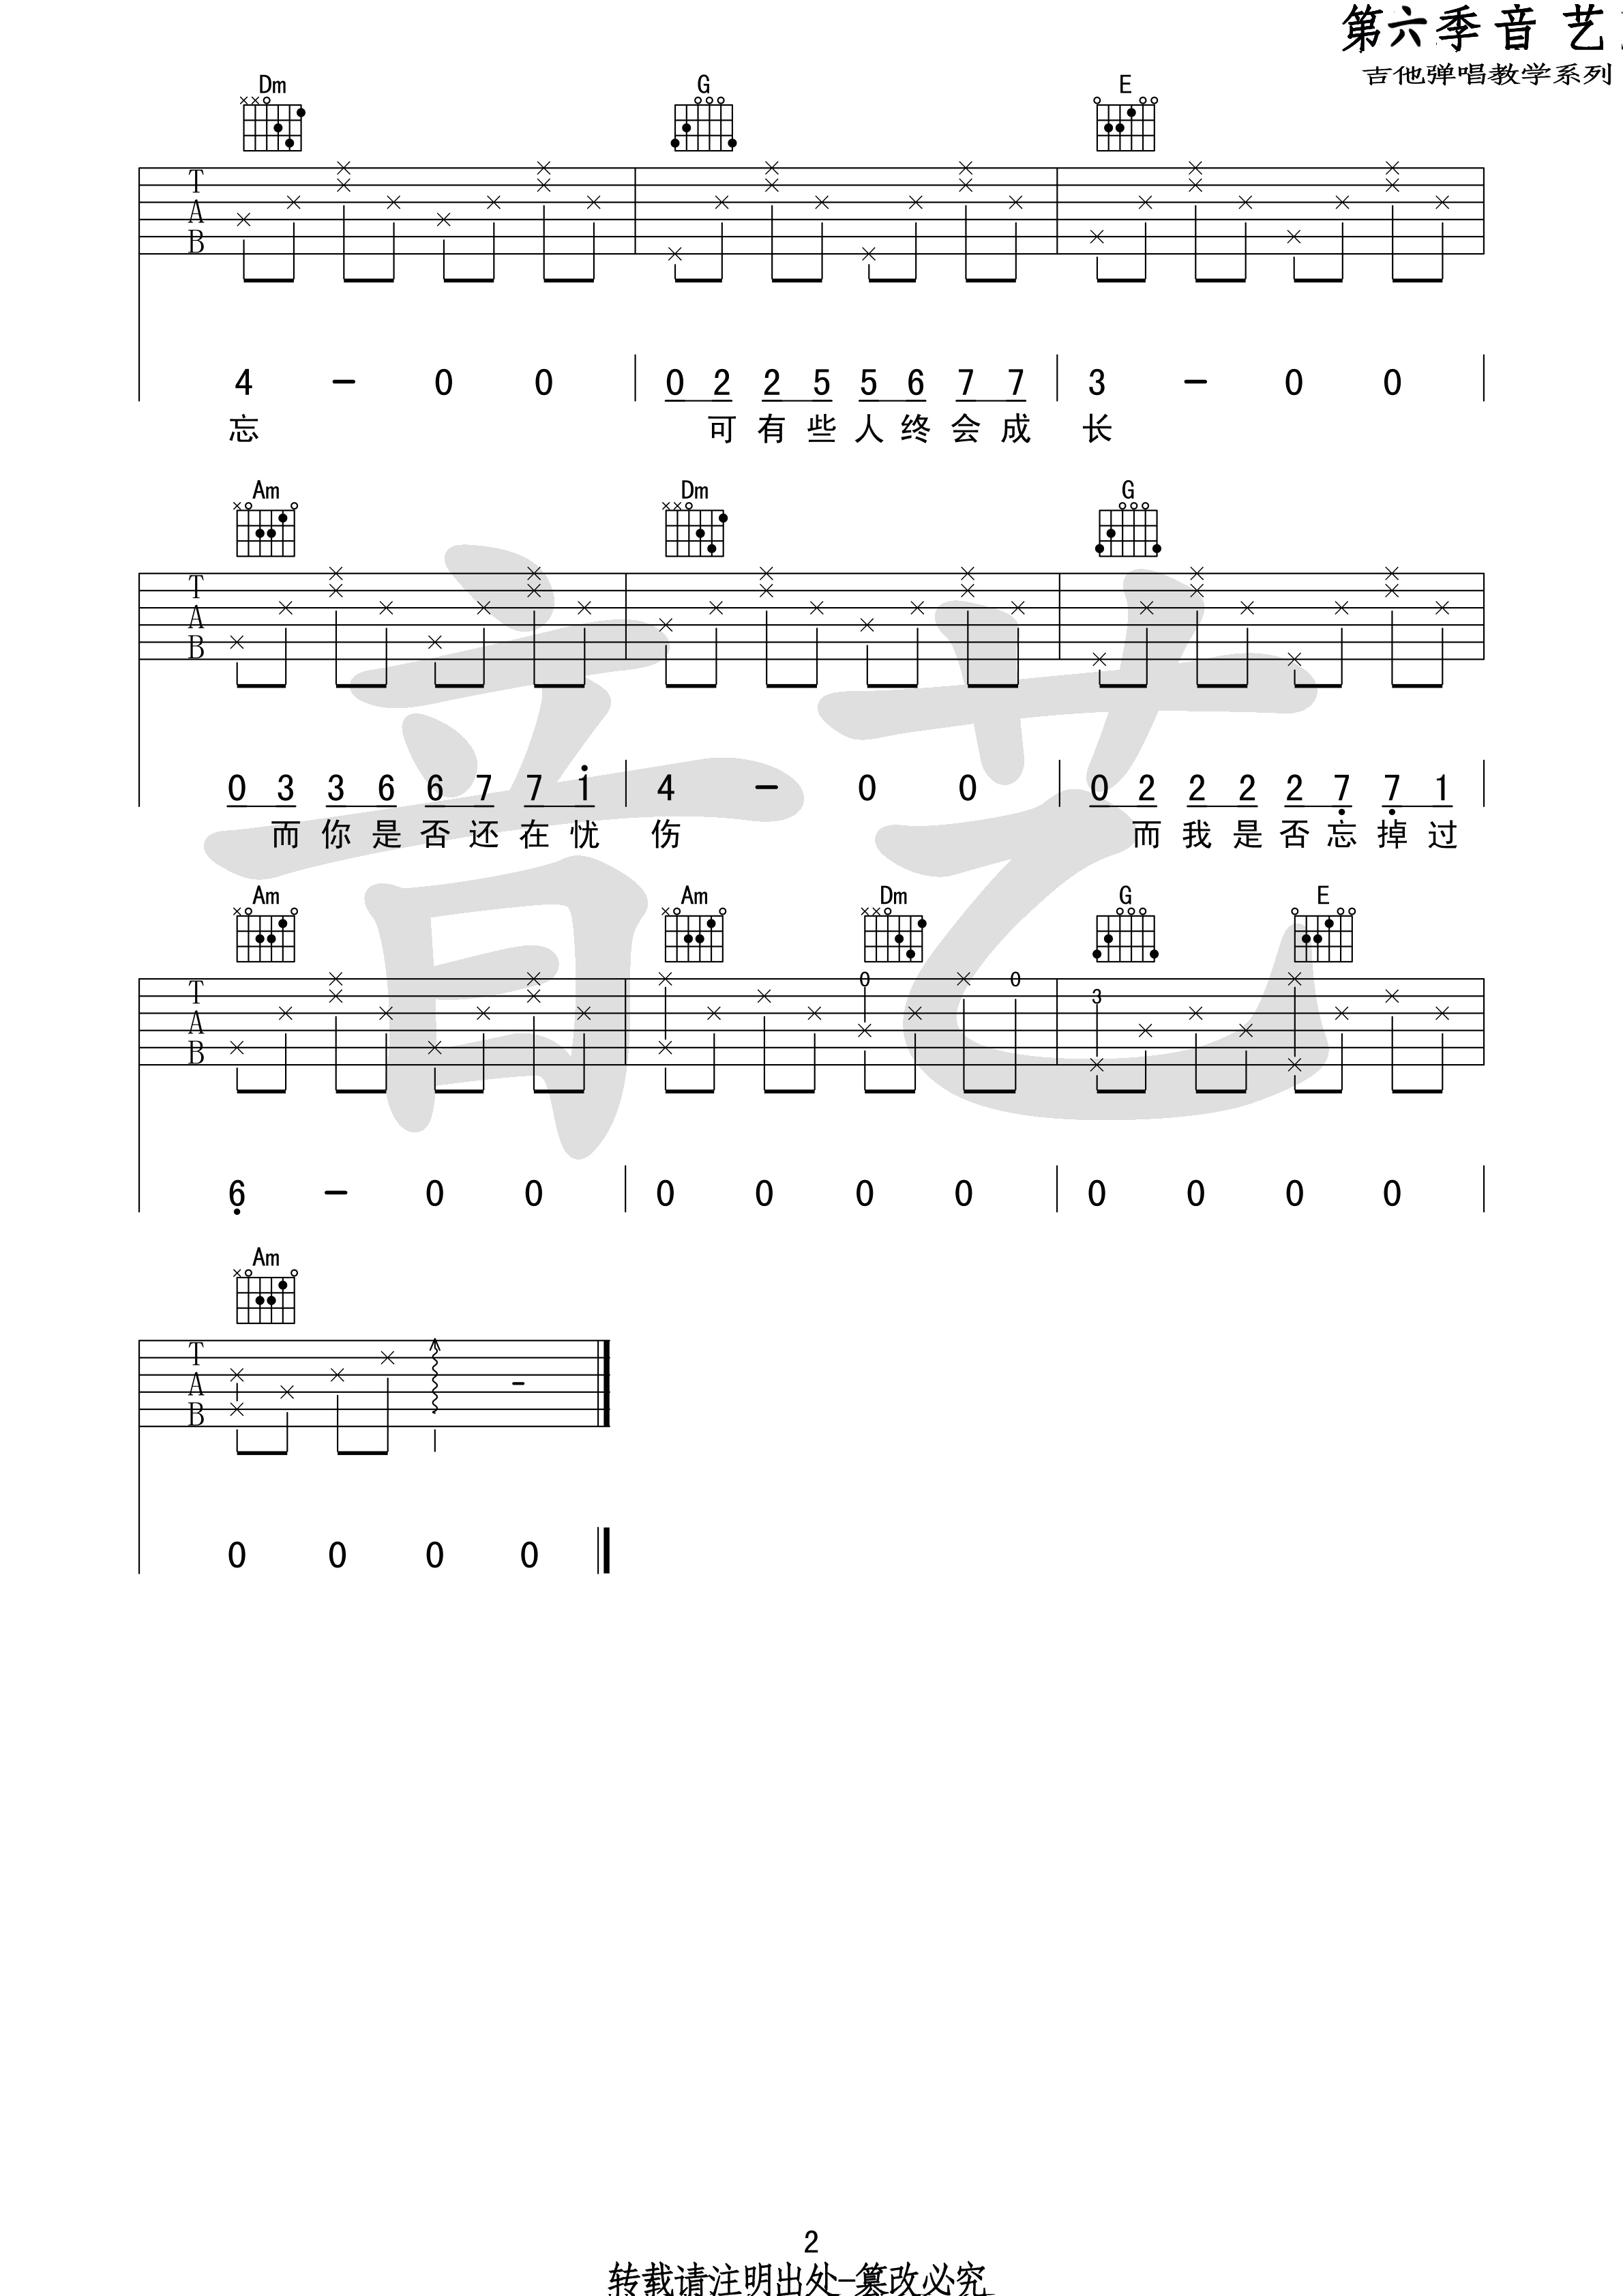 第六季音 艺
吉他弹唱教学系列
Dm G E
T
A
B
4 - 0 0 0 2 2 5 5 6 7 7 3 - 0 0
忘 可有些人终会成 长
Am Dm G
T
A
B
0 3 3 6 6 7 7 1 4 - 0 0 0 2 2 2 2 7 7 1
而你是否还在忧 伤 而我是否忘掉过
Am Am Dm G E
0 0
3
T
A
B
6 - 0 0 0 0 0 0 0 0 0 0
Am
T
A
B
-
0 0 0 0
音艺
2
转载请注明出处-篡改必究